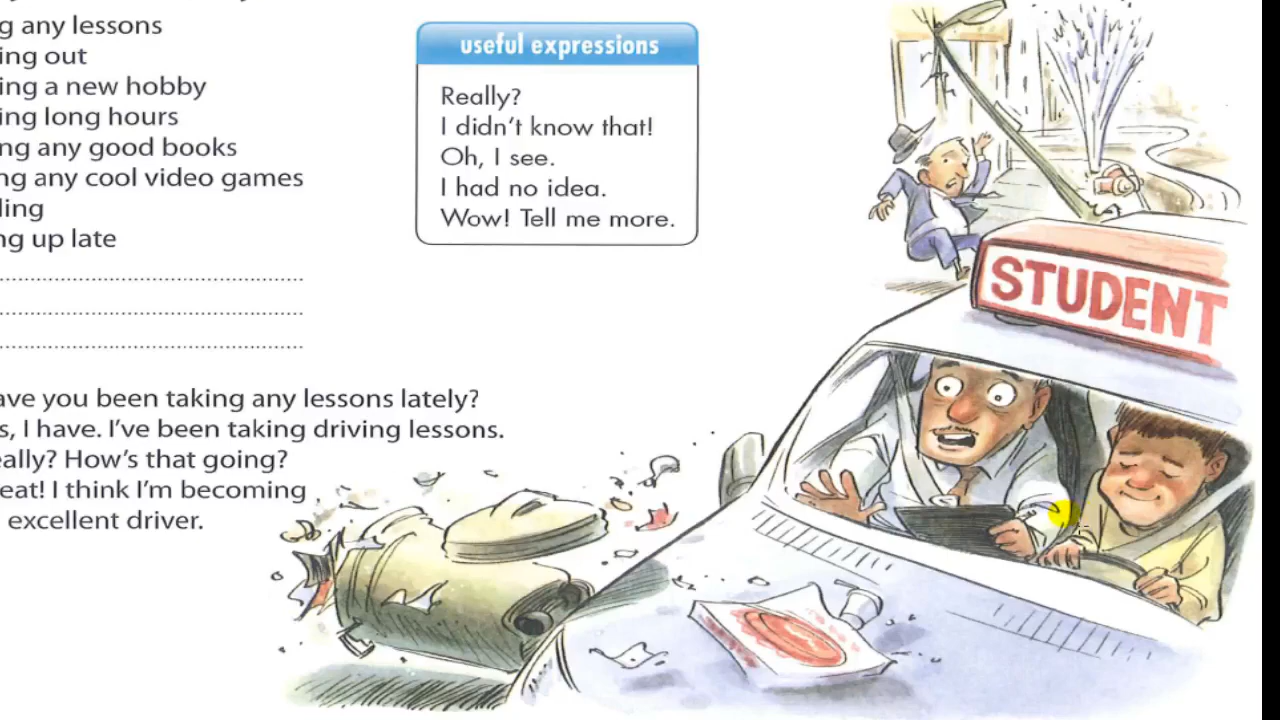 g any lessons
ing out
ing a new hobby
ing long hours
ng any good books
ng any cool video games
ling
ng up late
useful expressions
Really?
I didn't know that!
Oh, I see.
I had no idea.
Wow! Tell me more.
STUDENT
ave you been taking any lessons lately?
s, I have. I've been taking driving lessons.
eally? How's that going?
eat! I think I'm becoming
excellent driver.